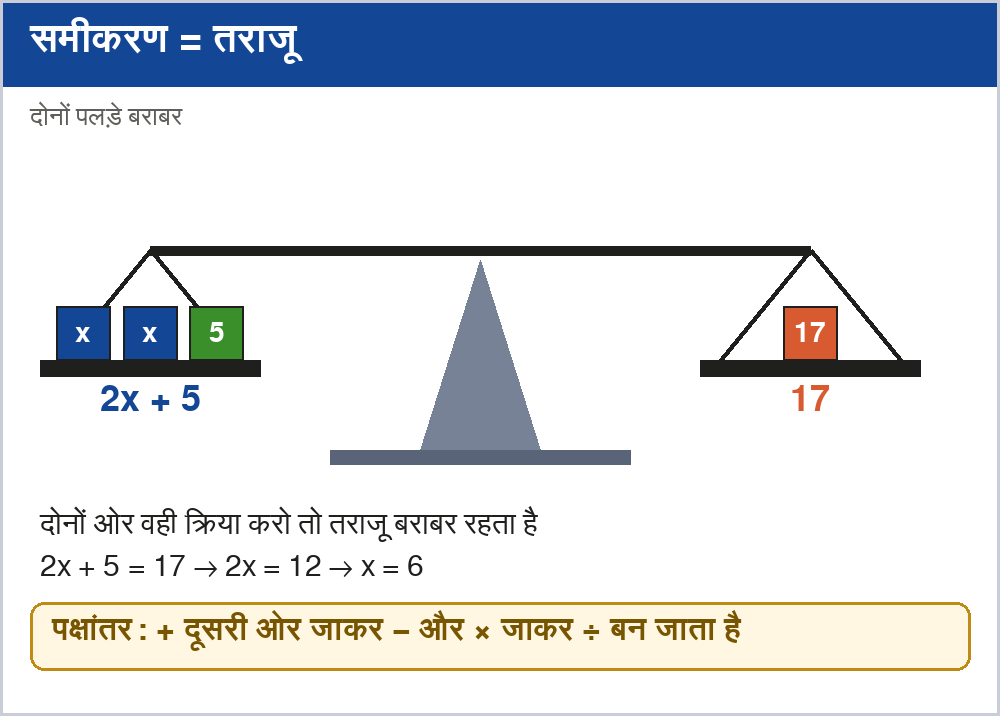 समीकरण = तराजू
दोनों पलड़े बराबर
x x 5
17
2x + 5
17
दोनों ओर वही क्रिया करो तो तराजू बराबर रहता है
2x + 5 = 17 → 2x = 12 → x = 6
पक्षांतर : + दूसरी ओर जाकर − और × जाकर ÷ बन जाता है